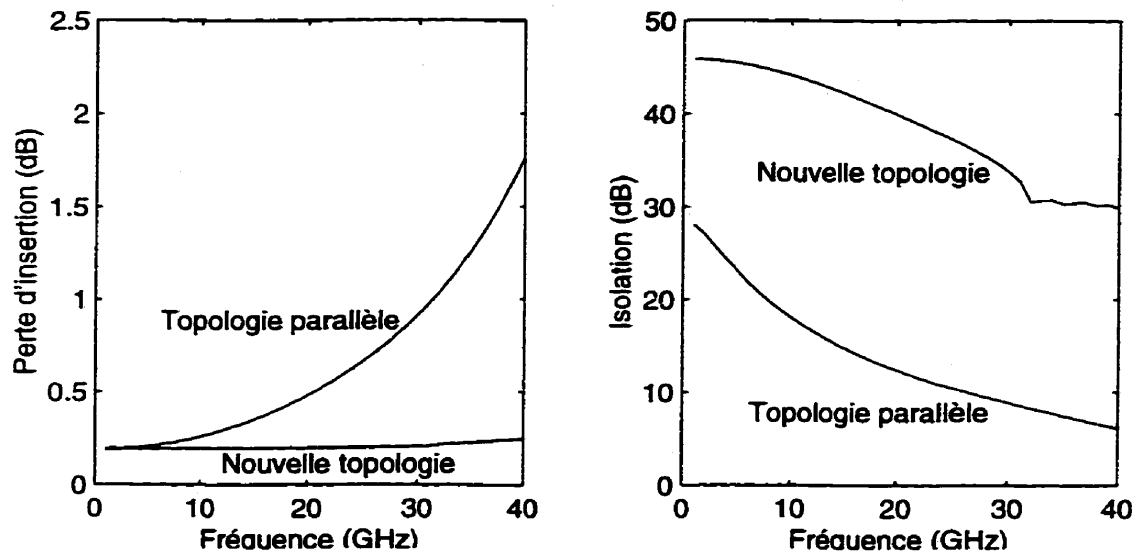 2.5
2
1.5
1
0.5
0
Perte d'insertion (dB)
Topologie parallèle
Nouvelle topologie
0 10 20 30 40
Fréquence (GHz)
50
40
30
20
10
0
Isolation (dB)
Nouvelle topologie
Topologie parallèle
0 10 20 30 40
Fréquence (GHz)